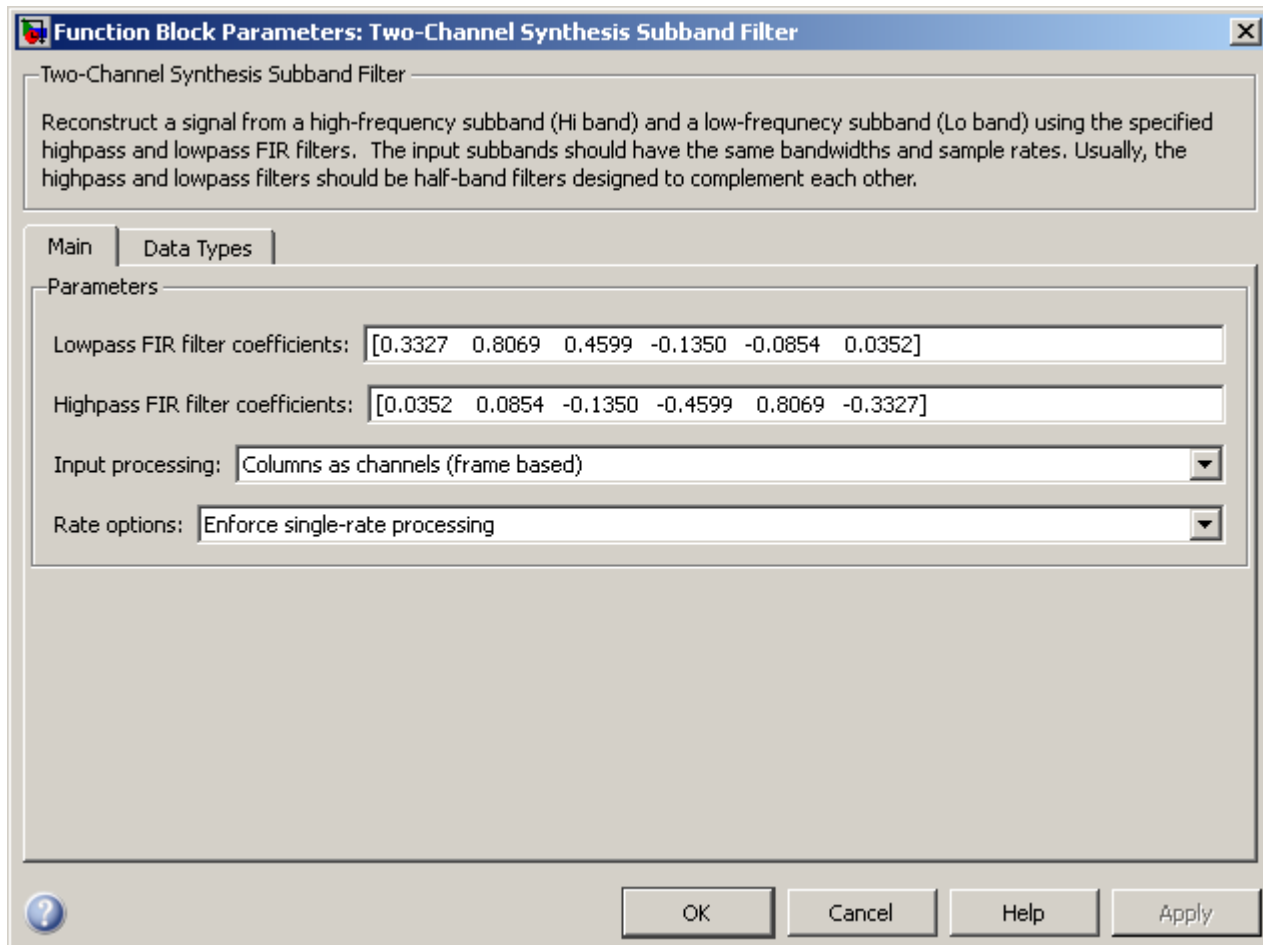 Function Block Parameters: Two-Channel Synthesis Subband Filter
Two-Channel Synthesis Subband Filter
Reconstruct a signal from a high-frequency subband (Hi band) and a low-frequnecy subband (Lo band) using the specified
highpass and lowpass FIR filters. The input subbands should have the same bandwidths and sample rates. Usually, the
highpass and lowpass filters should be half-band filters designed to complement each other.
Main Data Types
Parameters
Lowpass FIR filter coefficients: [0.3327 0.8069 0.4599 -0.1350 -0.0854 0.0352]
Highpass FIR filter coefficients: [0.0352 0.0854 -0.1350 -0.4599 0.8069 -0.3327]
Input processing: Columns as channels (frame based)
Rate options: Enforce single-rate processing
? OK Cancel Help Apply